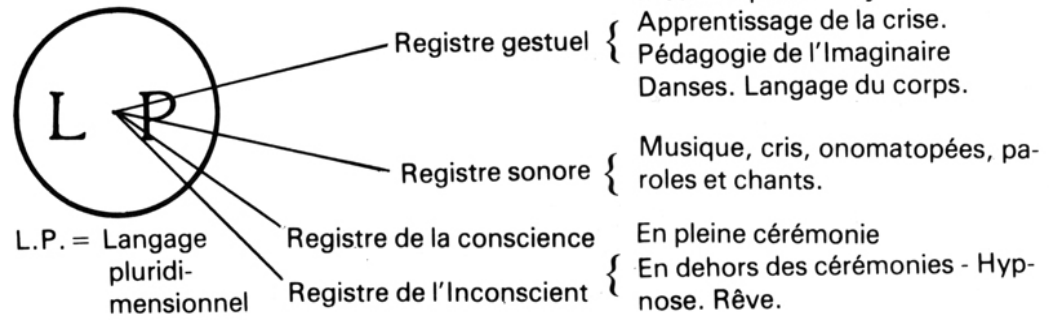 Registre gestuel { Apprentissage de la crise.
Pédagogie de l'Imaginaire
Danses. Langage du corps.
L P
Registre sonore { Musique, cris, onomatopées, pa-
roles et chants.
L.P. = Langage
pluridi-
mensionnel
Registre de la conscience
Registre de l'Inconscient { En pleine cérémonie
En dehors des cérémonies - Hyp-
nose. Rêve.